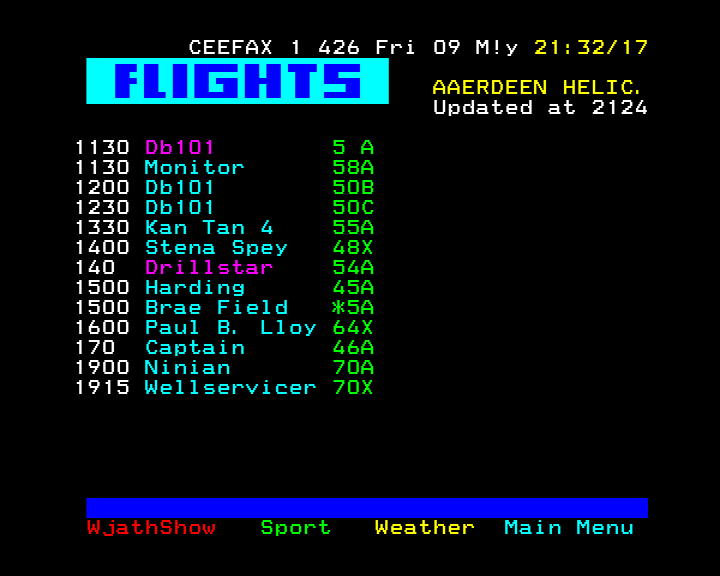 CEEFAX 1 426 Fri 09 M!y 21:32/17
FLIGHTS
AAERDEEN HELIC.
Updated at 2124
1130 Db101 5 A
1130 Monitor 58A
1200 Db101 50B
1230 Db101 50C
1330 Kan Tan 4 55A
1400 Stena Spey 48X
140 Drillstar 54A
1500 Harding 45A
1500 Brae Field *5A
1600 Paul B. Lloy 64X
170 Captain 46A
1900 Ninian 70A
1915 Wellservicer 70X
WjathShow Sport Weather Main Menu